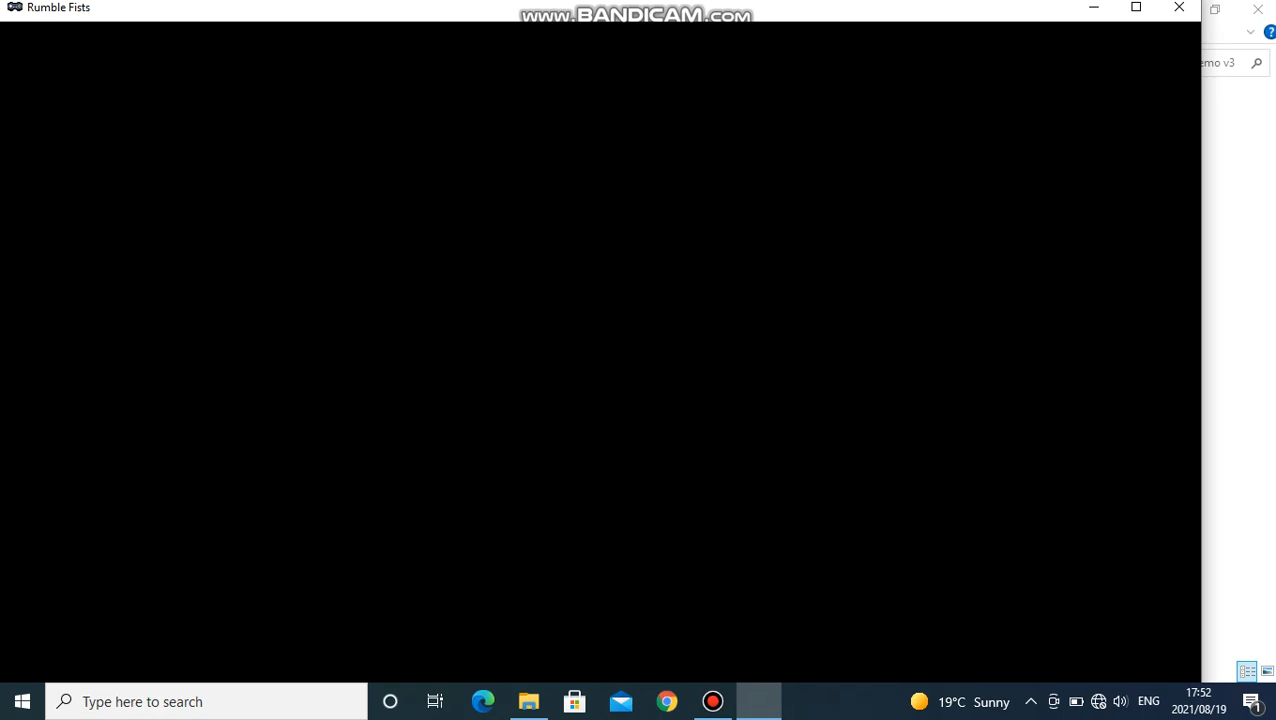 Rumble Fists
www.BANDICAM.com
emo v3
Type here to search
19°C Sunny
ENG
17:52
2021/08/19
1